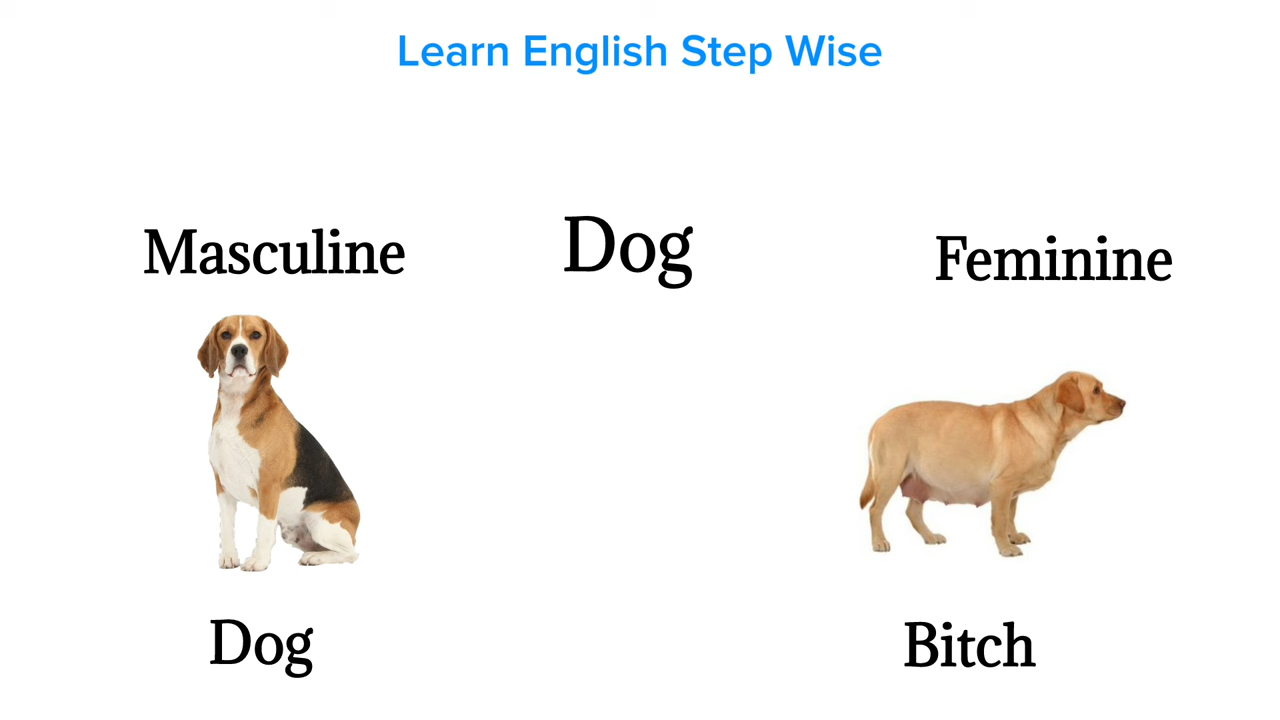 Learn English Step Wise
Masculine
Dog
Feminine
Dog
Bitch